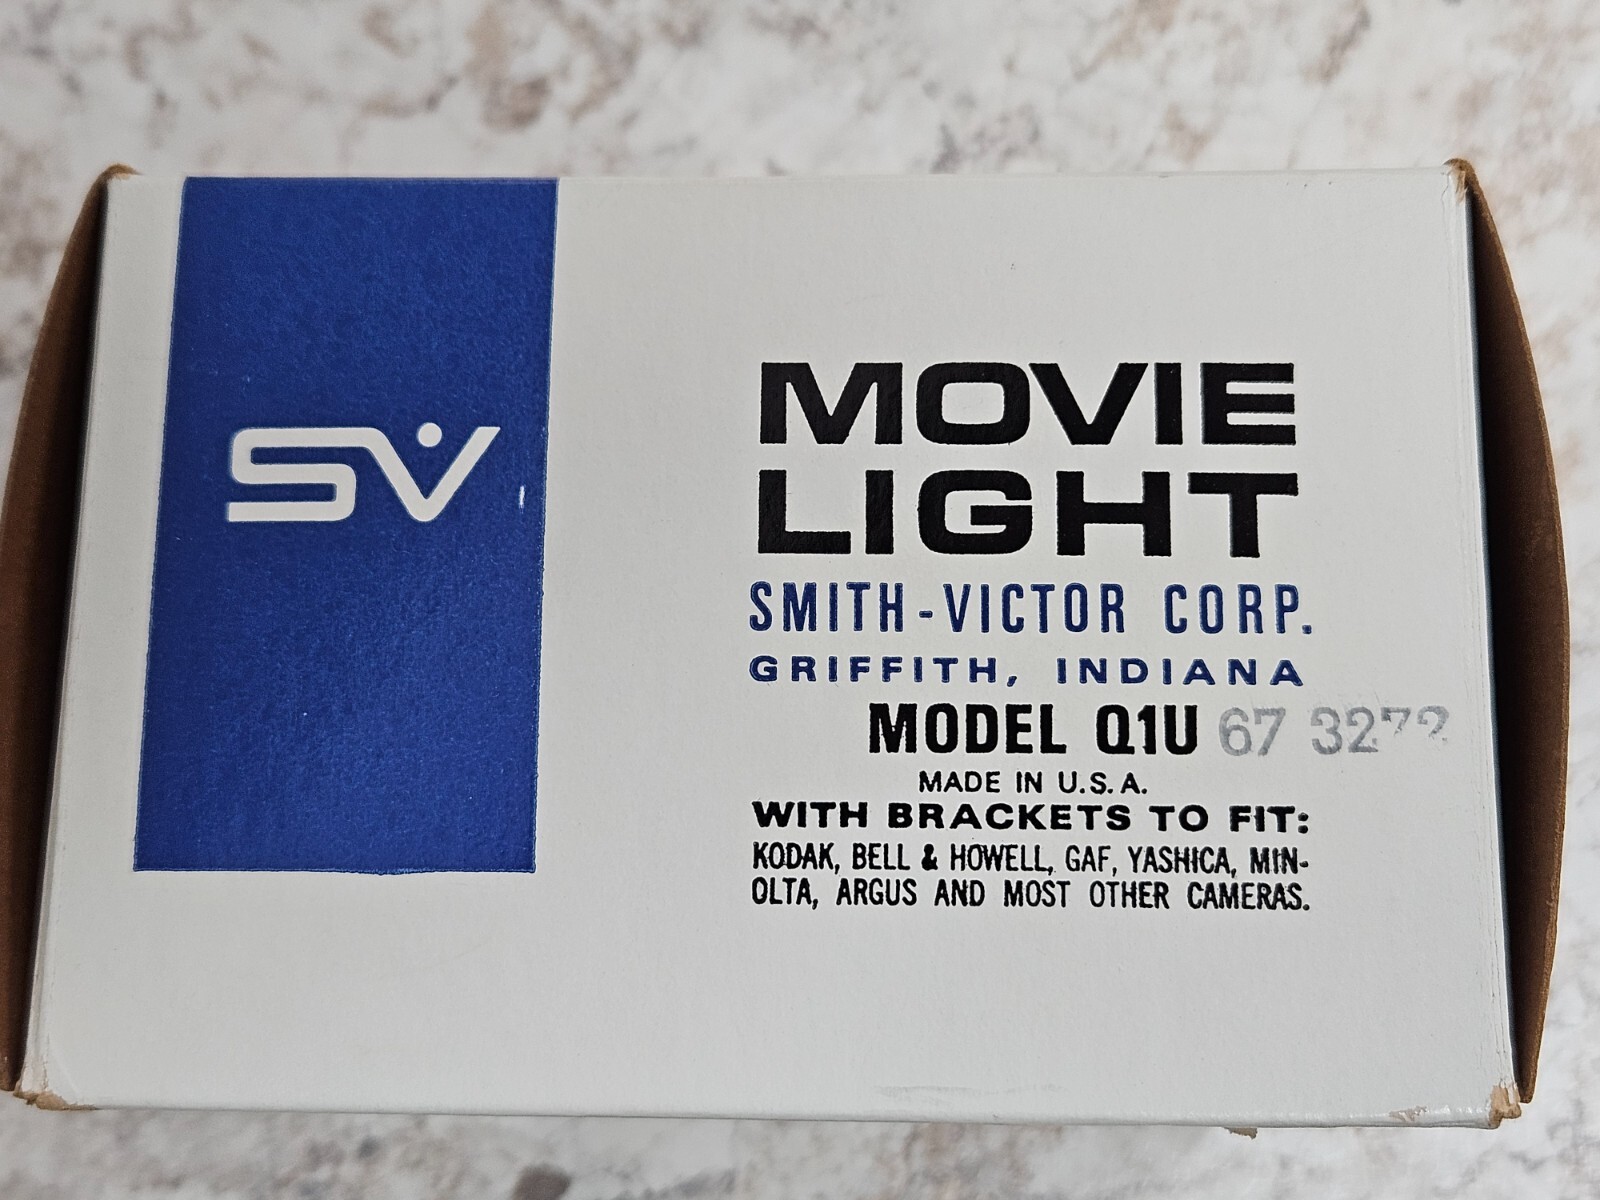 SV
MOVIE
LIGHT
SMITH-VICTOR CORP.
GRIFFITH, INDIANA
MODEL Q1U 67 3272
MADE IN U.S.A.
WITH BRACKETS TO FIT:
KODAK, BELL & HOWELL, GAF, YASHICA, MIN-
OLTA, ARGUS AND MOST OTHER CAMERAS.